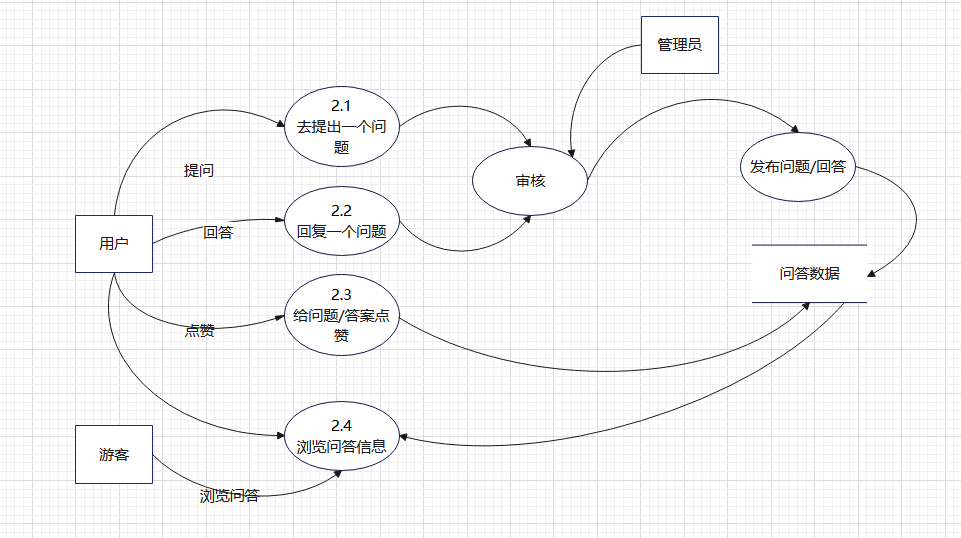 管理员
2.1
去提出一个问
题
提问
审核
发布问题/回答
2.2
回复一个问题
回答
用户
问答数据
2.3
给问题/答案点
赞
点赞
2.4
浏览问答信息
游客
浏览问答